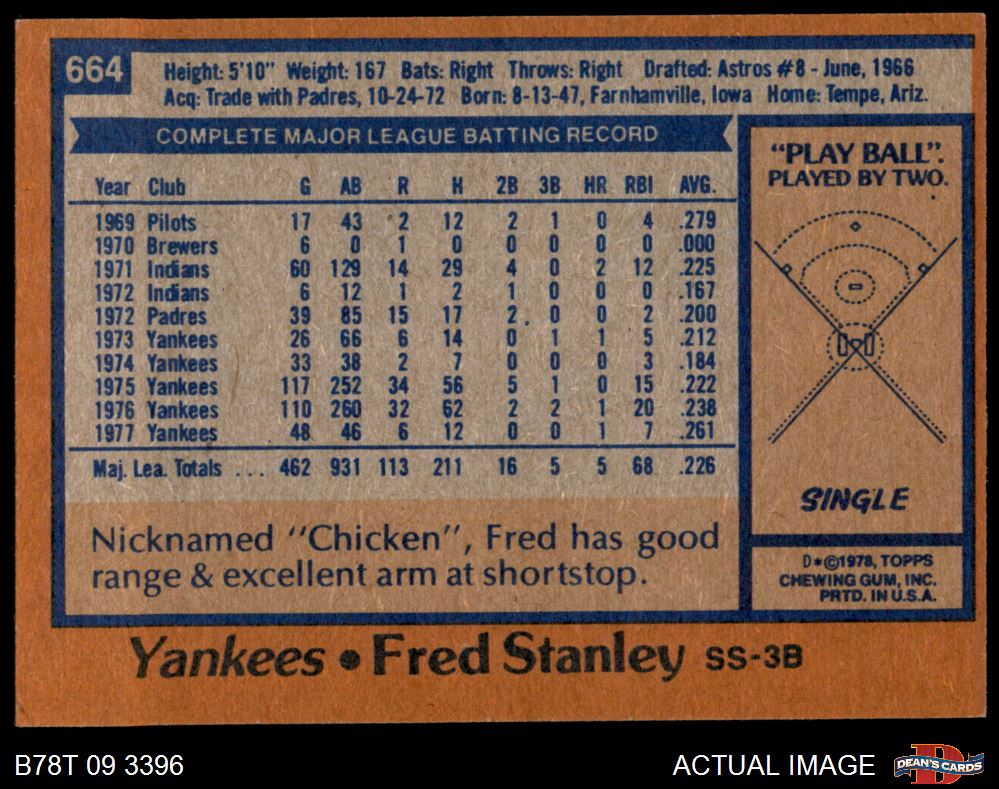 664
Height: 5'10" Weight: 167 Bats: Right Throws: Right Drafted: Astros #8 - June, 1966
Acq: Trade with Padres, 10-24-72 Born: 8-13-47, Farnhamville, Iowa Home: Tempe, Ariz.
COMPLETE MAJOR LEAGUE BATTING RECORD
Year Club G AB R H 2B 3B HR RBI AVG.
1969 Pilots 17 43 2 12 2 1 0 4 .279
1970 Brewers 6 0 1 0 0 0 0 0 .000
1971 Indians 60 129 14 29 4 0 2 12 .225
1972 Indians 6 12 1 2 1 0 0 0 .167
1972 Padres 39 85 15 17 2 0 0 2 .200
1973 Yankees 26 66 6 14 0 1 1 5 .212
1974 Yankees 33 38 2 7 0 0 0 3 .184
1975 Yankees 117 252 34 56 5 1 0 15 .222
1976 Yankees 110 260 32 62 2 2 1 20 .238
1977 Yankees 48 46 6 12 0 0 1 7 .261
Maj. Lea. Totals ... 462 931 113 211 16 5 5 68 .226
Nicknamed "Chicken", Fred has good
range & excellent arm at shortstop.
"PLAY BALL".
PLAYED BY TWO.
SINGLE
D*©1978, TOPPS
CHEWING GUM, INC.
PRTD. IN U.S.A.
Yankees • Fred Stanley SS-3B
B78T 09 3396
ACTUAL IMAGE
D
DEAN'S CARDS